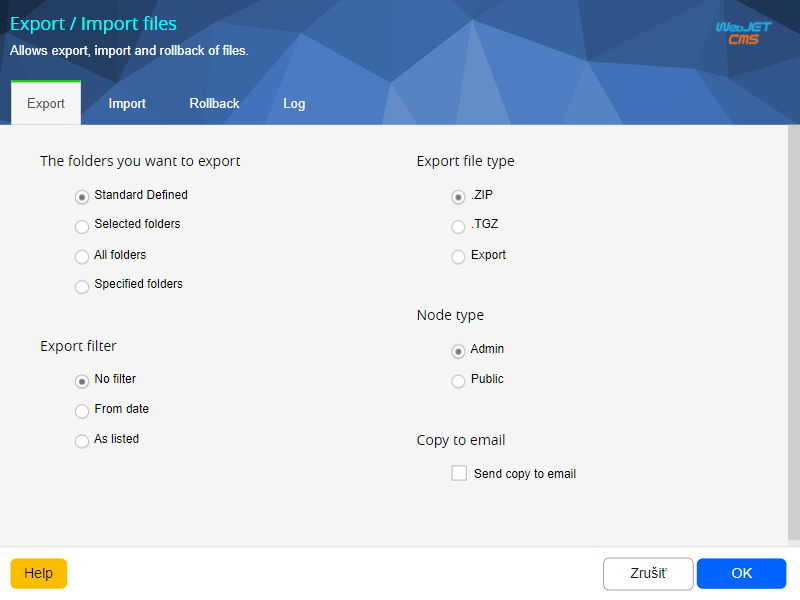 Export / Import files
Allows export, import and rollback of files.
WebJET
CMS
Export
Import
Rollback
Log
The folders you want to export
Standard Defined
Selected folders
All folders
Specified folders
Export filter
No filter
From date
As listed
Export file type
.ZIP
.TGZ
Export
Node type
Admin
Public
Copy to email
Send copy to email
Help
Zrušiť
OK